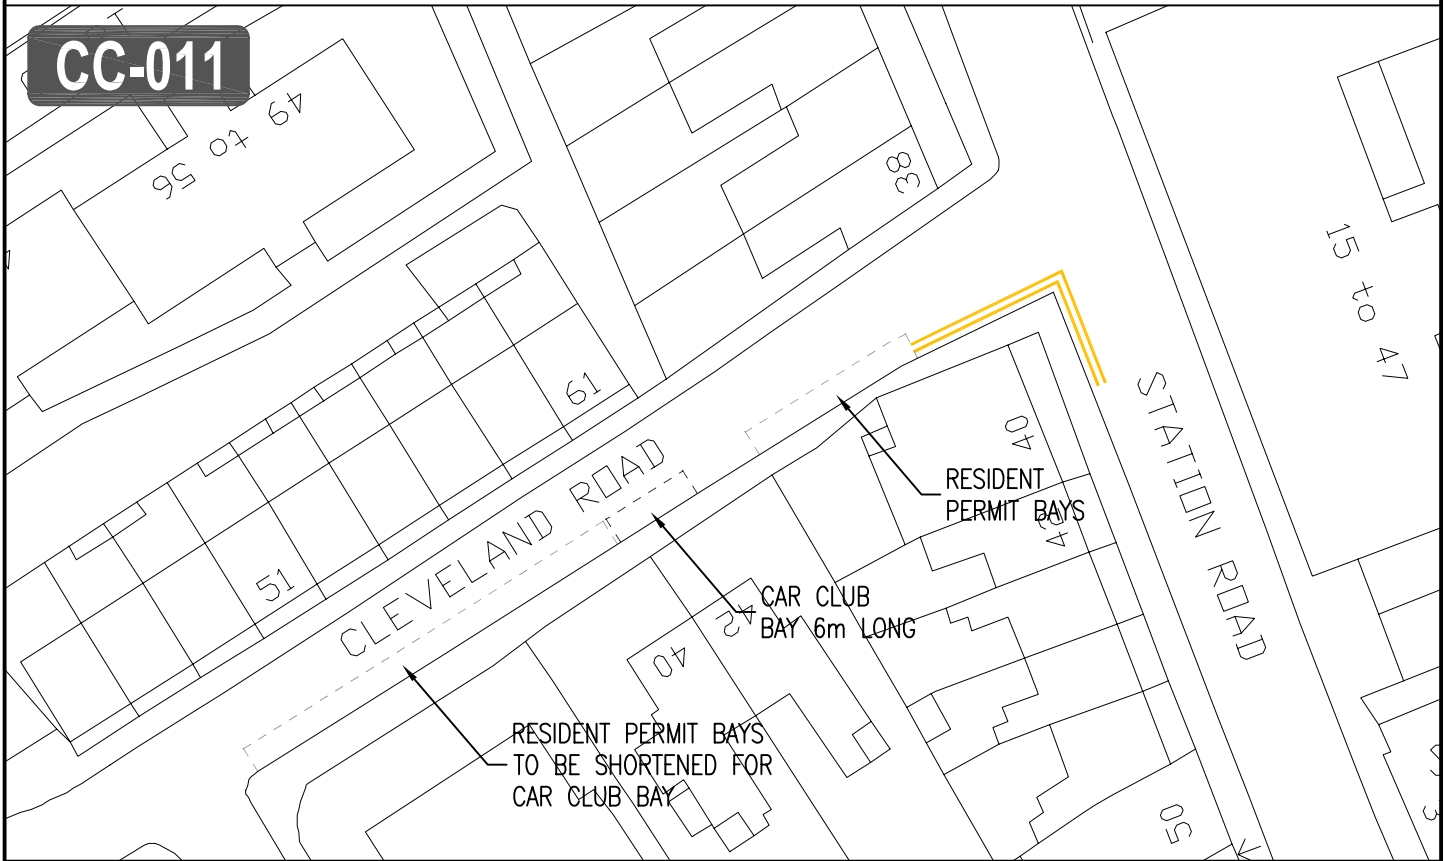 CC-011
49 to 56
38
15 to 47
61
51
CLEVELAND ROAD
STATION ROAD
40
RESIDENT
PERMIT BAYS
CAR CLUB
BAY 6m LONG
42
40
RESIDENT PERMIT BAYS
TO BE SHORTENED FOR
CAR CLUB BAY
50